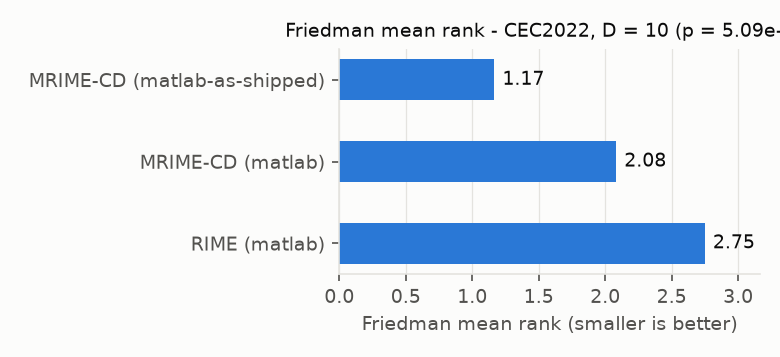 Friedman mean rank - CEC2022, D = 10 (p = 5.09e-
MRIME-CD (matlab-as-shipped)
1.17
MRIME-CD (matlab)
2.08
RIME (matlab)
2.75
0.0 0.5 1.0 1.5 2.0 2.5 3.0
Friedman mean rank (smaller is better)